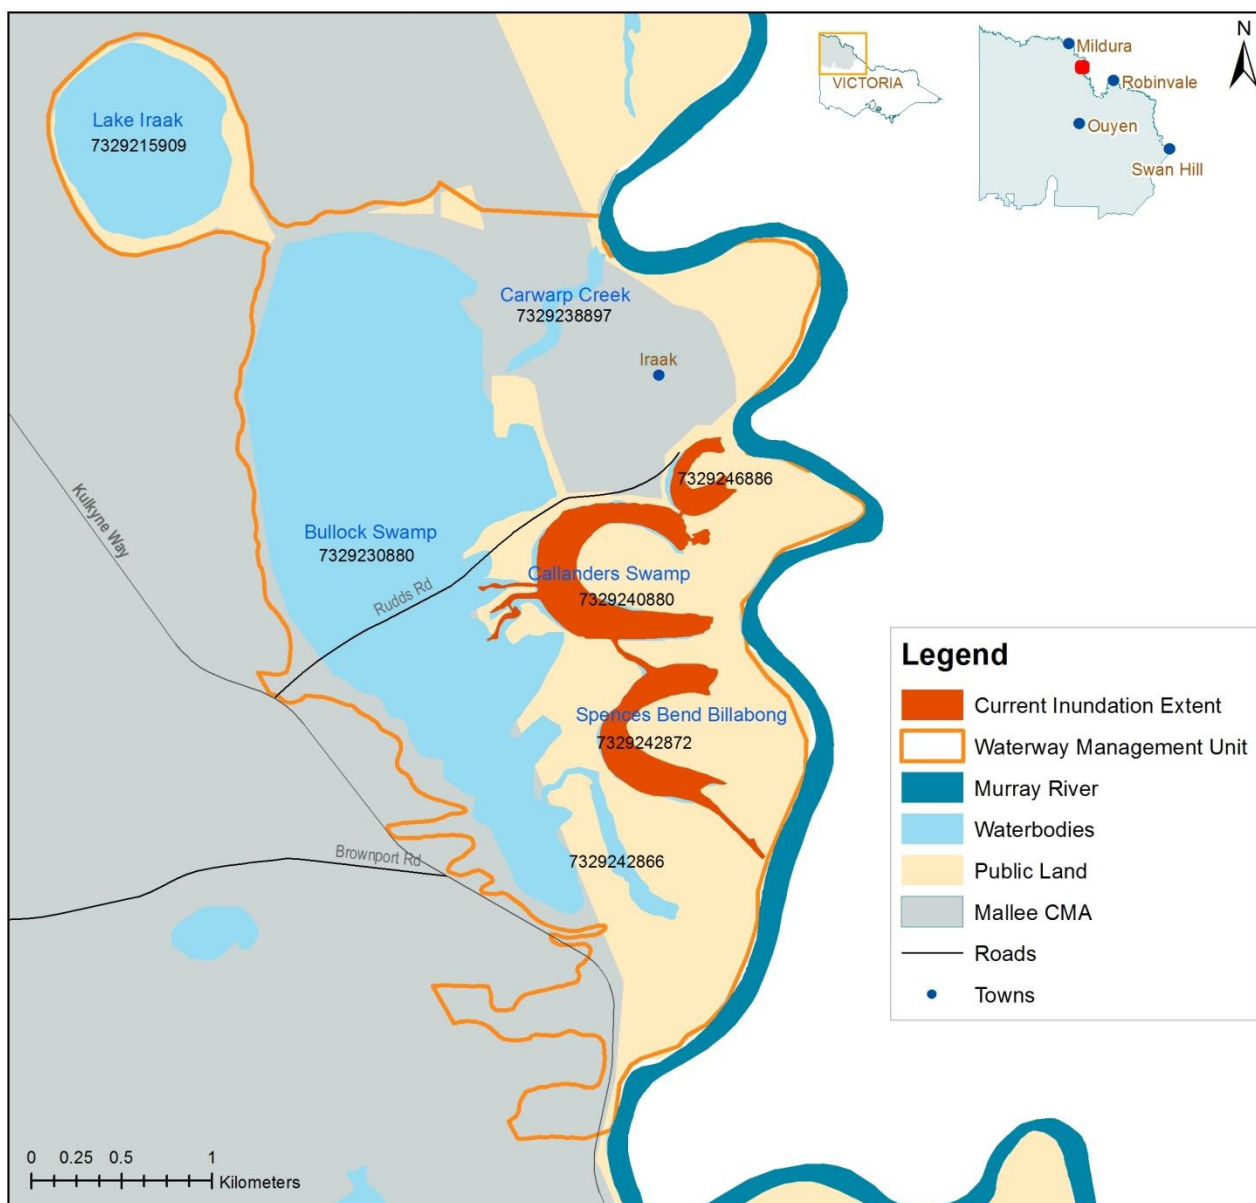 N
Mildura
Robinvale
VICTORIA
Ouyen
Swan Hill
Lake Iraak
7329215909
Carwarp Creek
7329238897
Iraak
7329246886
Kulkyne Way
Bullock Swamp
7329230880
Rudds Rd
Callanders Swamp
7329240880
Spences Bend Billabong
7329242872
Brownport Rd
7329242866
Legend
Current Inundation Extent
Waterway Management Unit
Murray River
Waterbodies
Public Land
Mallee CMA
Roads
Towns
0 0.25 0.5 1
Kilometers